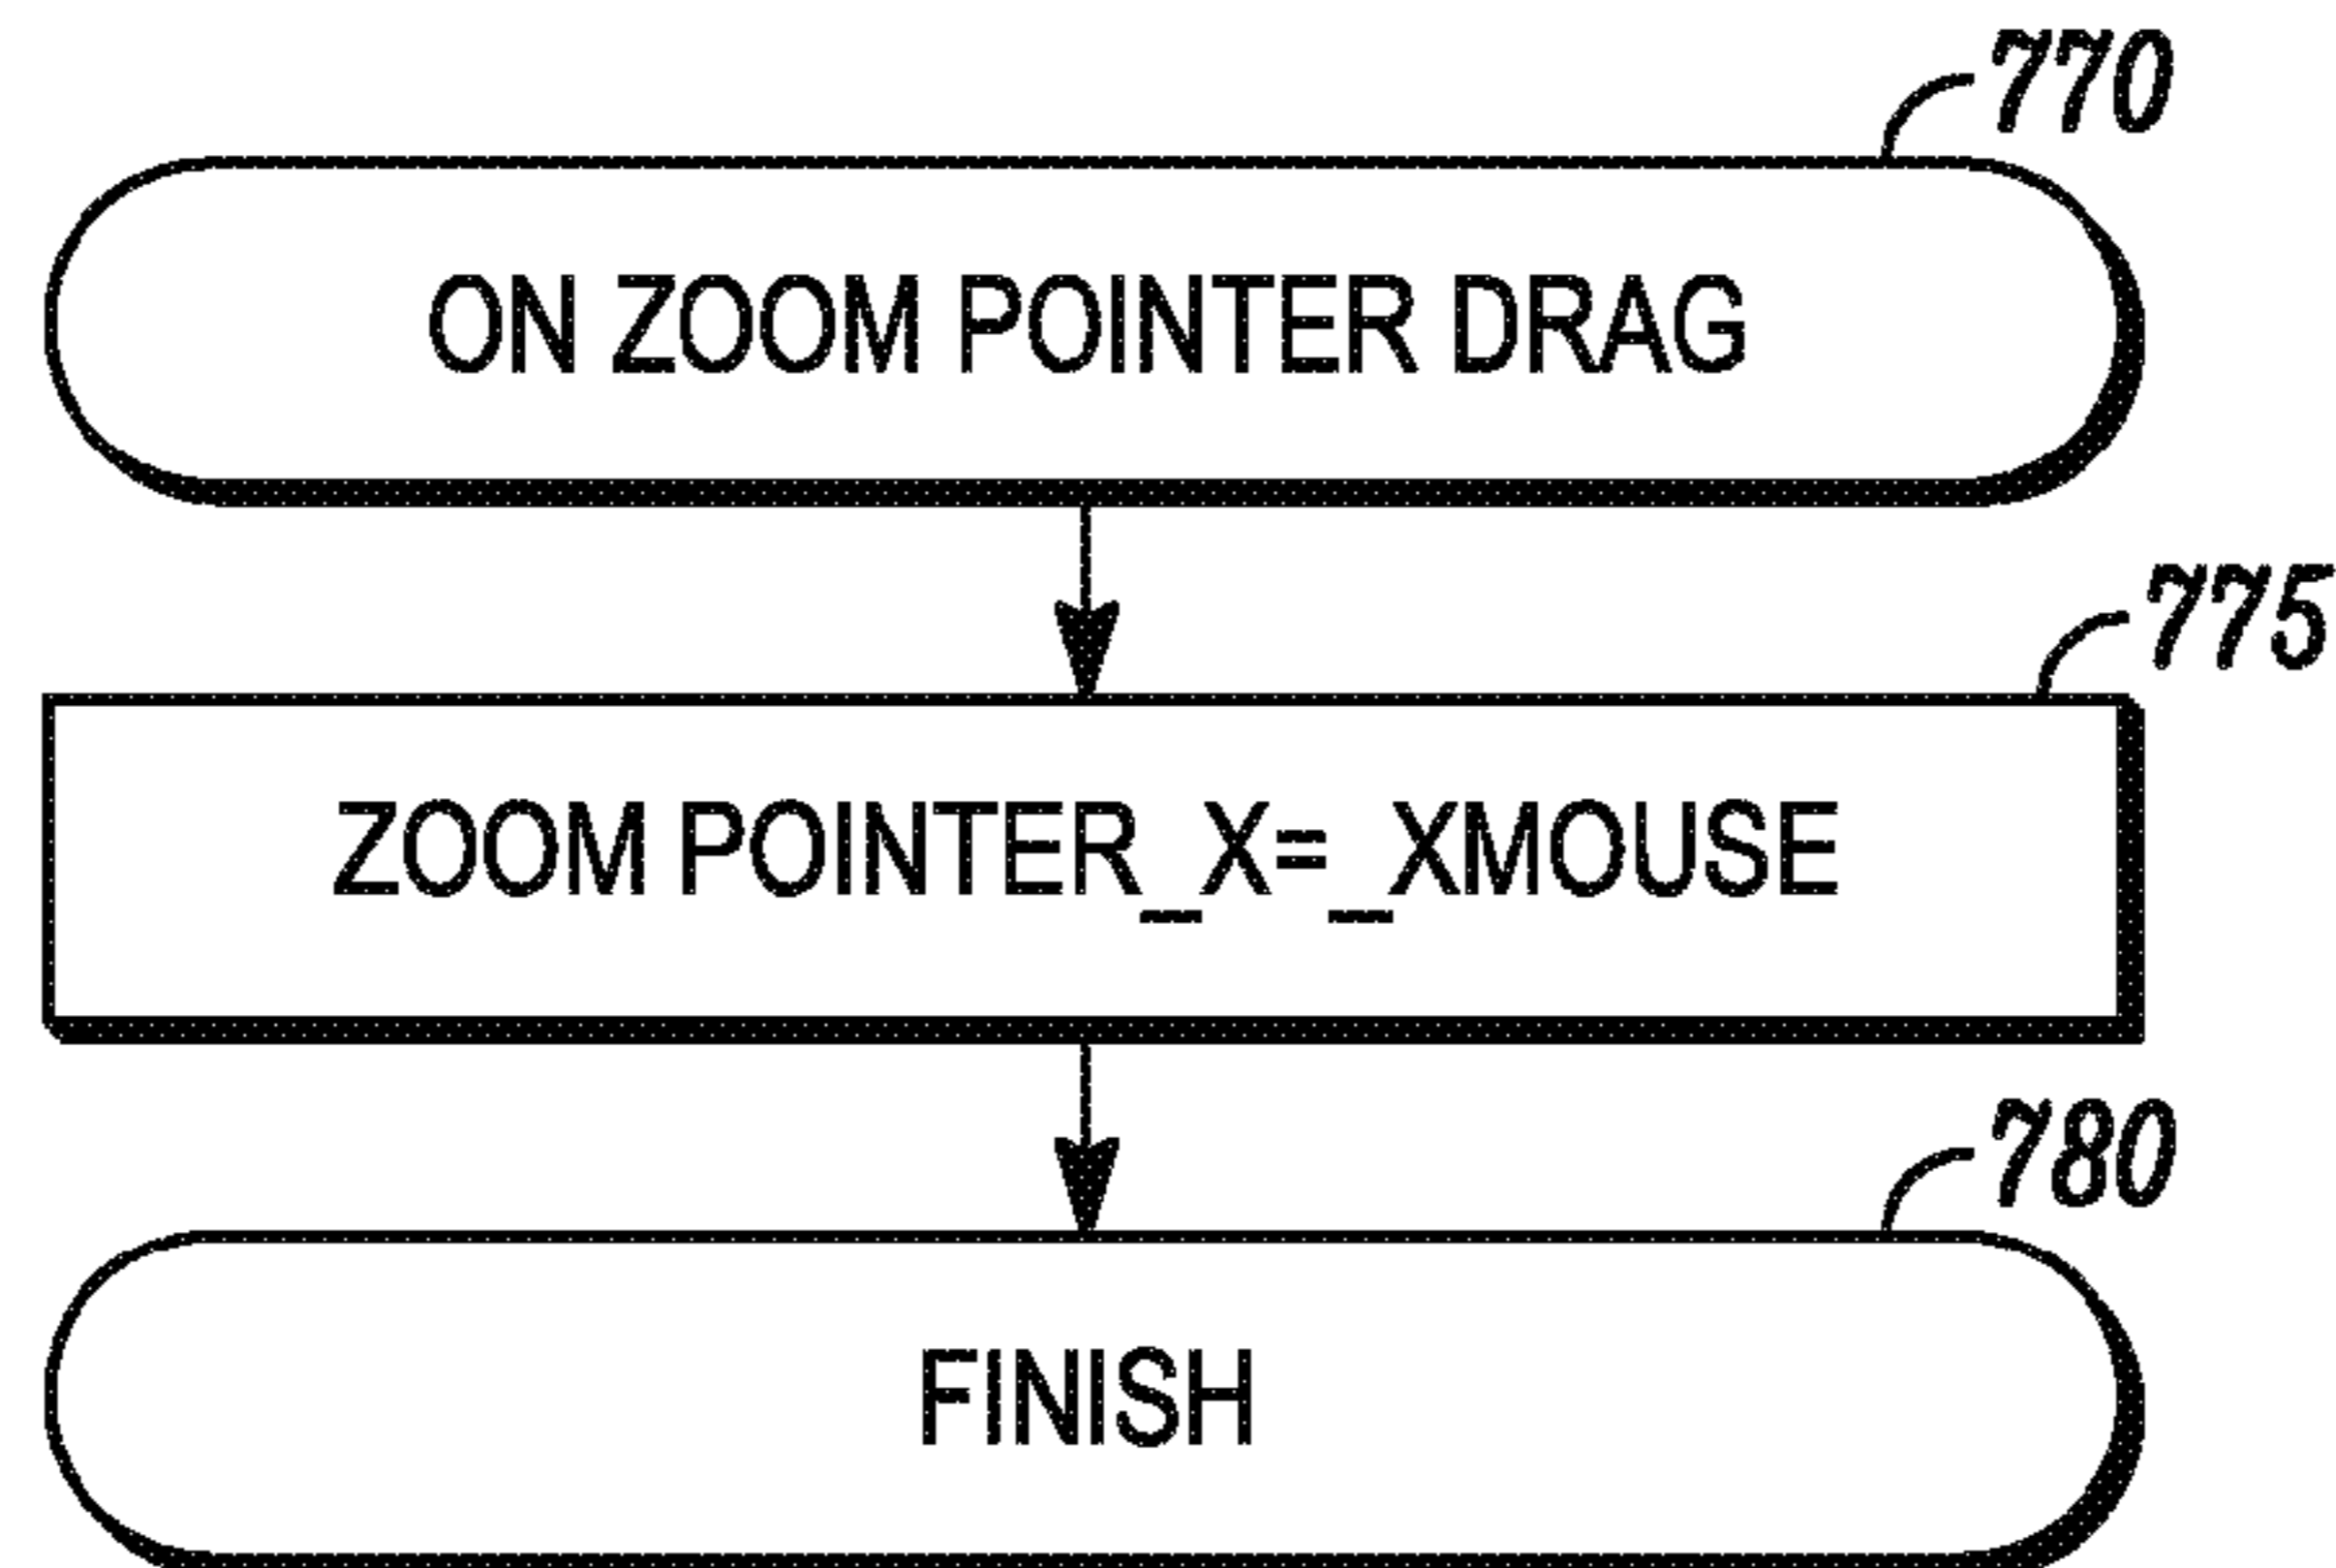 770
ON ZOOM POINTER DRAG
775
ZOOM POINTER_X=_XMOUSE
780
FINISH